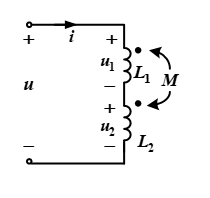 + i +
u₁ L₁ M
u −
+
u₂
− − L₂